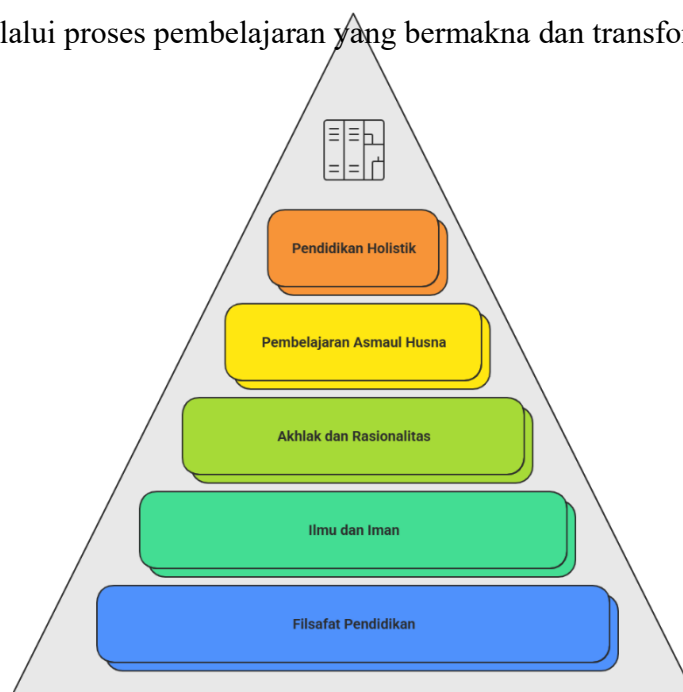 lalui proses pembelajaran yang bermakna dan transfor
Pendidikan Holistik
Pembelajaran Asmaul Husna
Akhlak dan Rasionalitas
Ilmu dan Iman
Filsafat Pendidikan